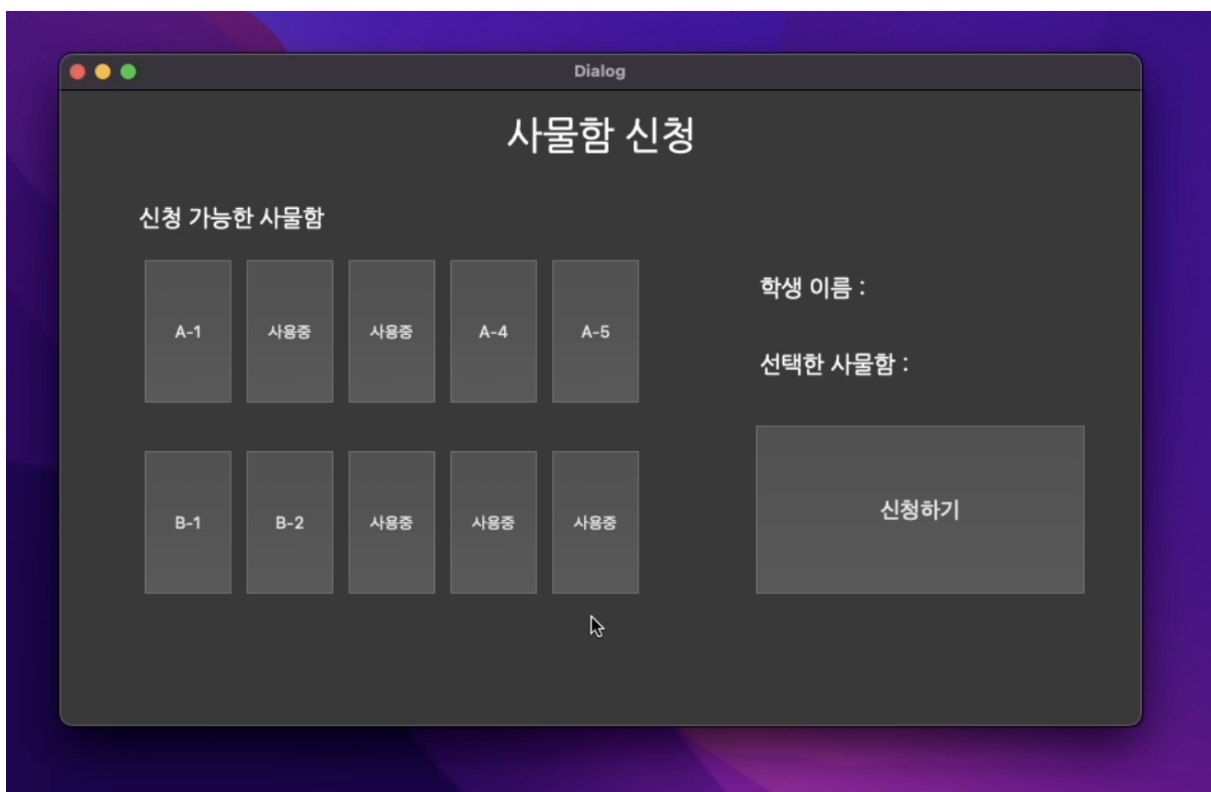 Dialog
사물함 신청
신청 가능한 사물함
A-1 사용중 사용중 A-4 A-5
학생 이름 :
선택한 사물함 :
B-1 B-2 사용중 사용중 사용중
신청하기